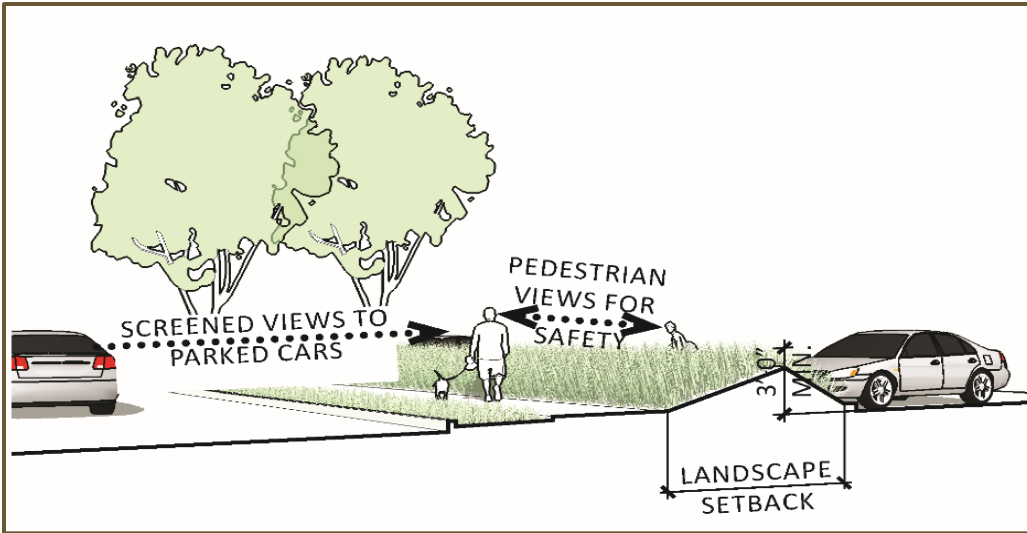 SCREENED VIEWS TO
PARKED CARS
PEDESTRIAN
VIEWS FOR
SAFETY
3'0"
MIN.
LANDSCAPE
SETBACK